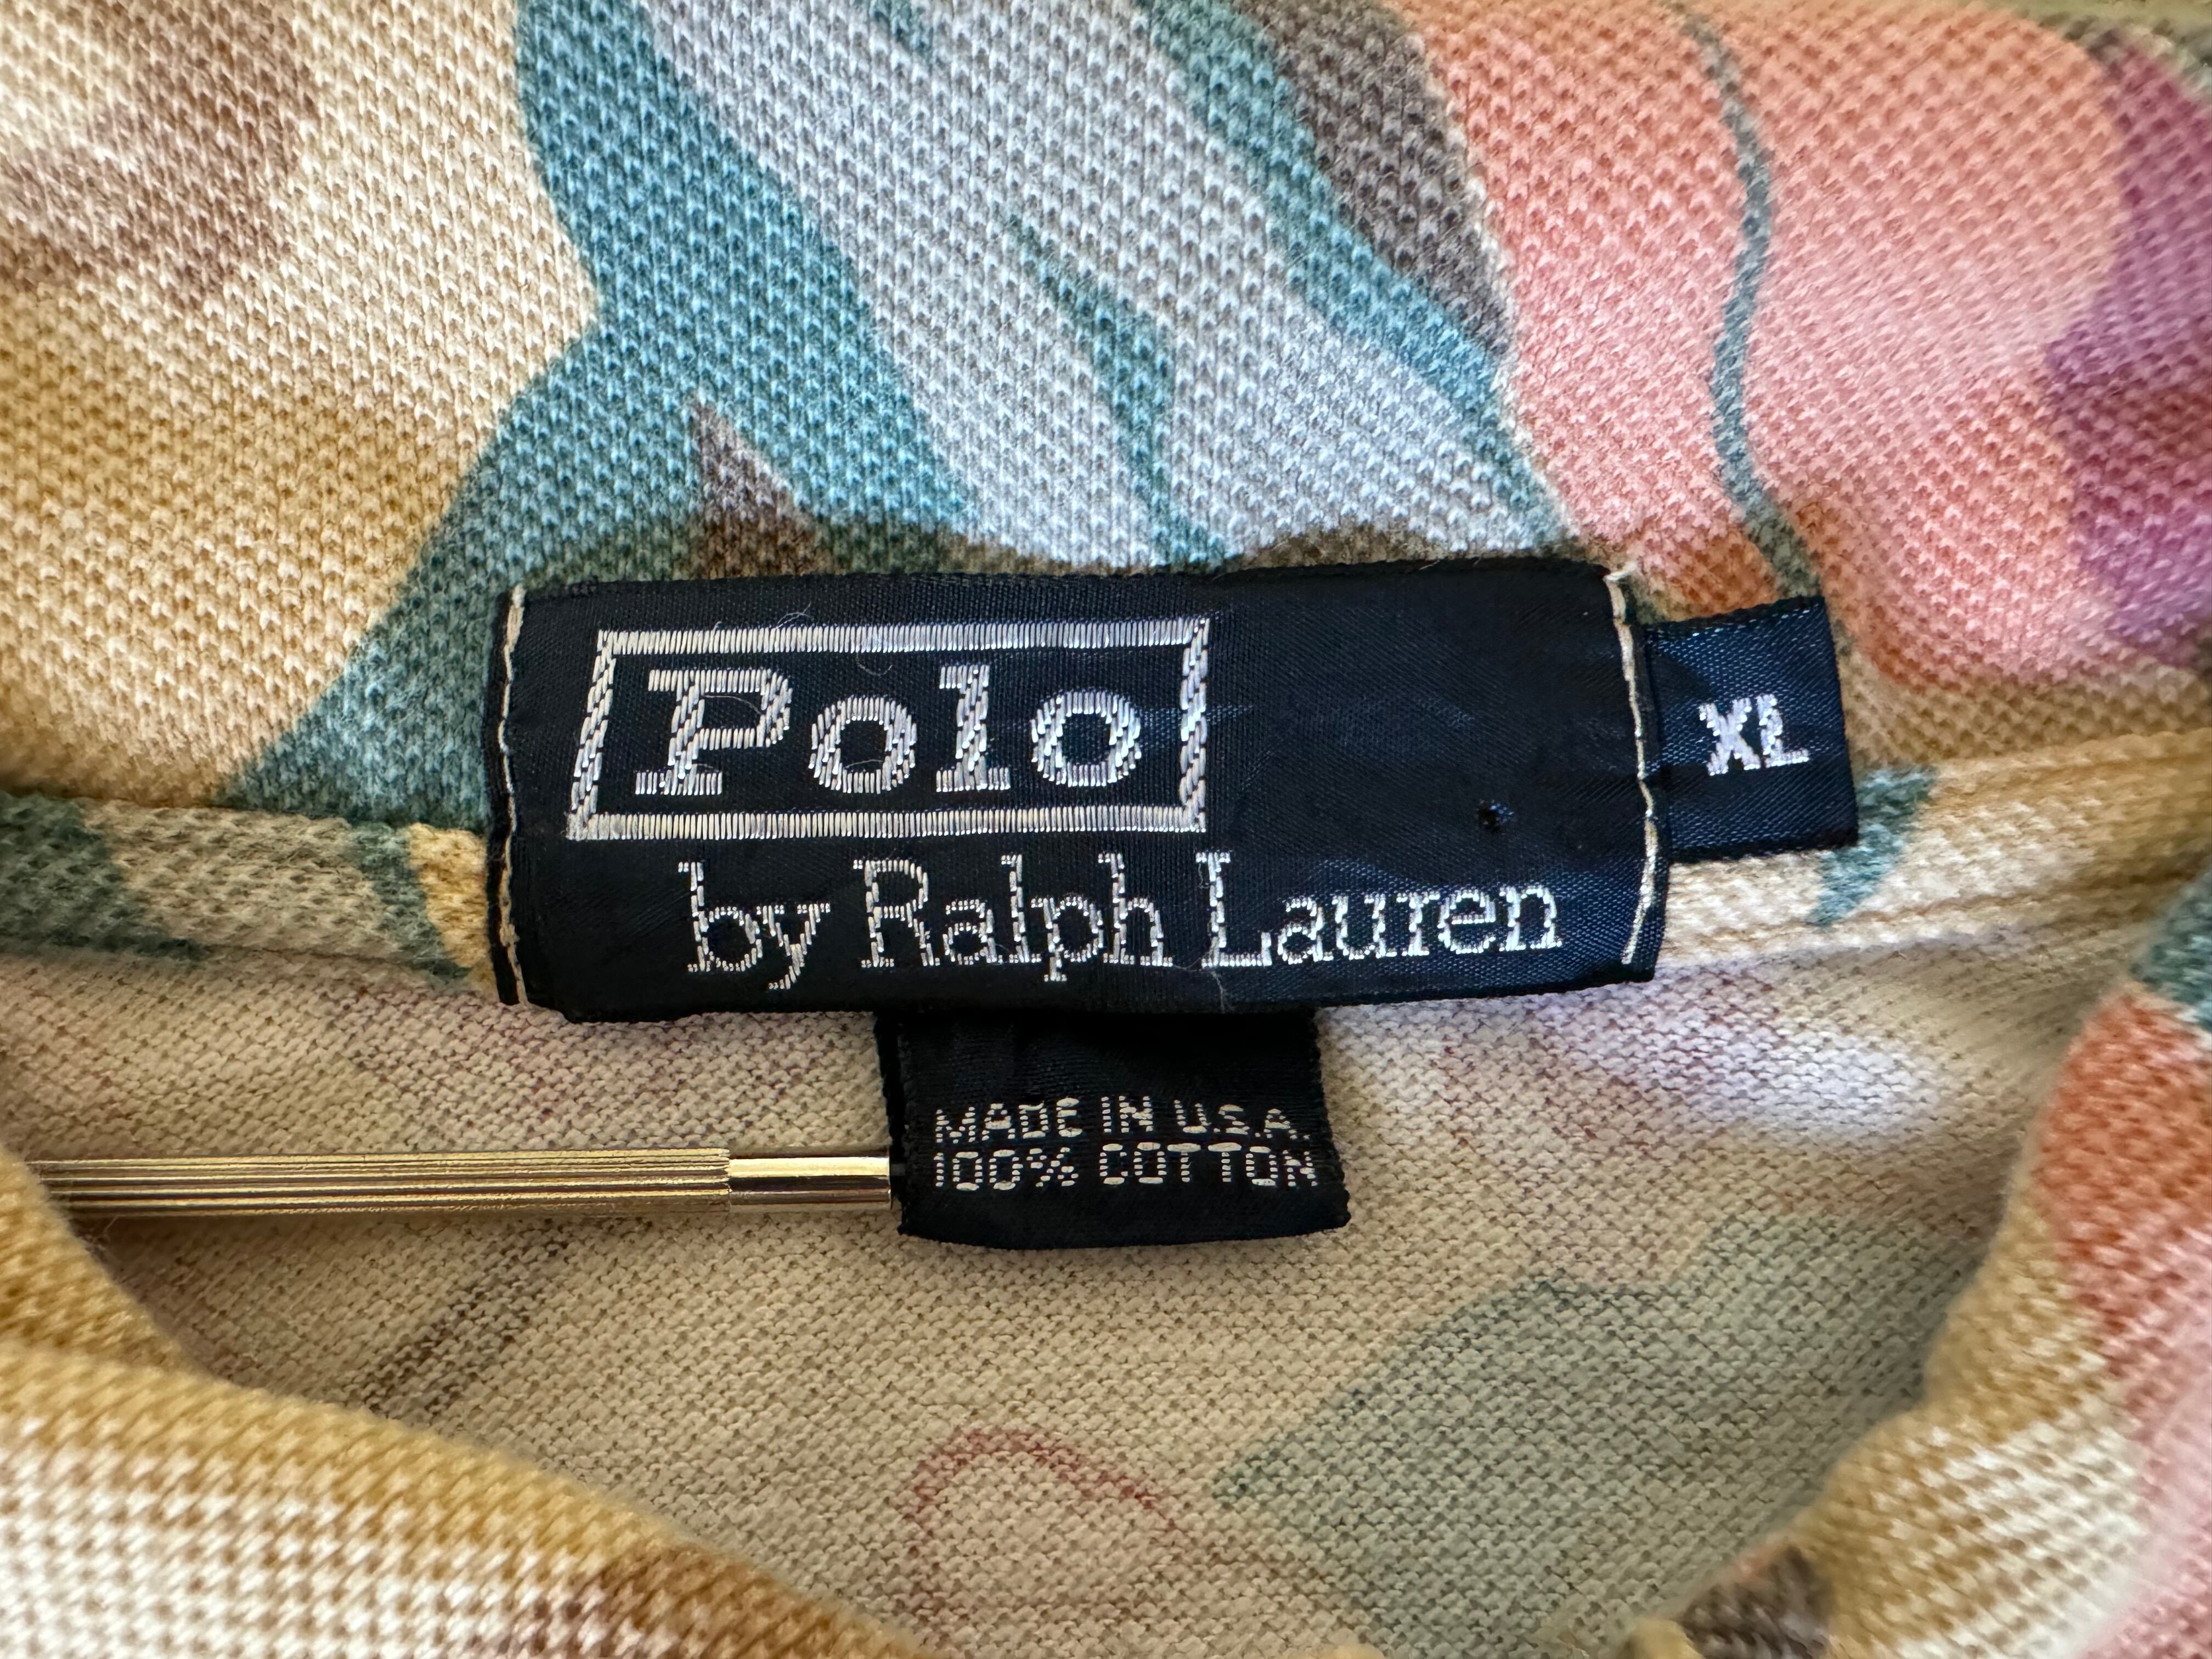 Polo
XL
by Ralph Lauren
MADE IN U.S.A.
100% COTTON